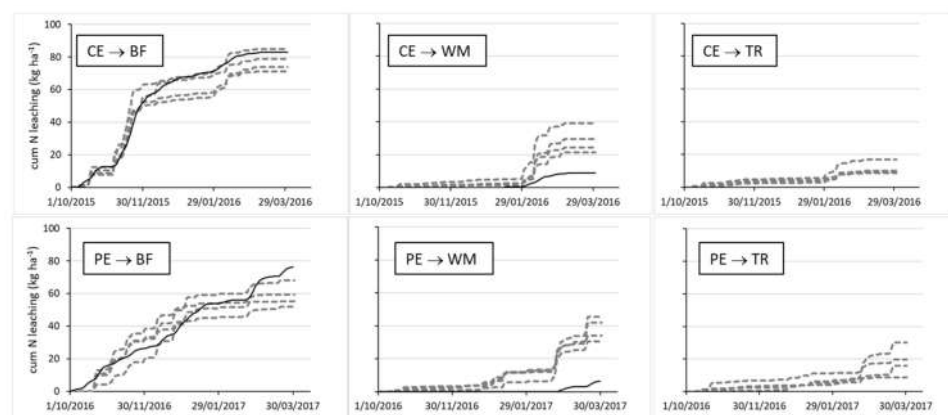 cum N leaching (kg ha⁻¹)
100
80
60
40
20
0
CE → BF
CE → WM
CE → TR
1/10/2015 30/11/2015 29/01/2016 29/03/2016
1/10/2015 30/11/2015 29/01/2016 29/03/2016
1/10/2015 30/11/2015 29/01/2016 29/03/2016
cum N leaching (kg ha⁻¹)
100
80
60
40
20
0
PE → BF
PE → WM
PE → TR
1/10/2016 30/11/2016 29/01/2017 30/03/2017
1/10/2016 30/11/2016 29/01/2017 30/03/2017
1/10/2016 30/11/2016 29/01/2017 30/03/2017